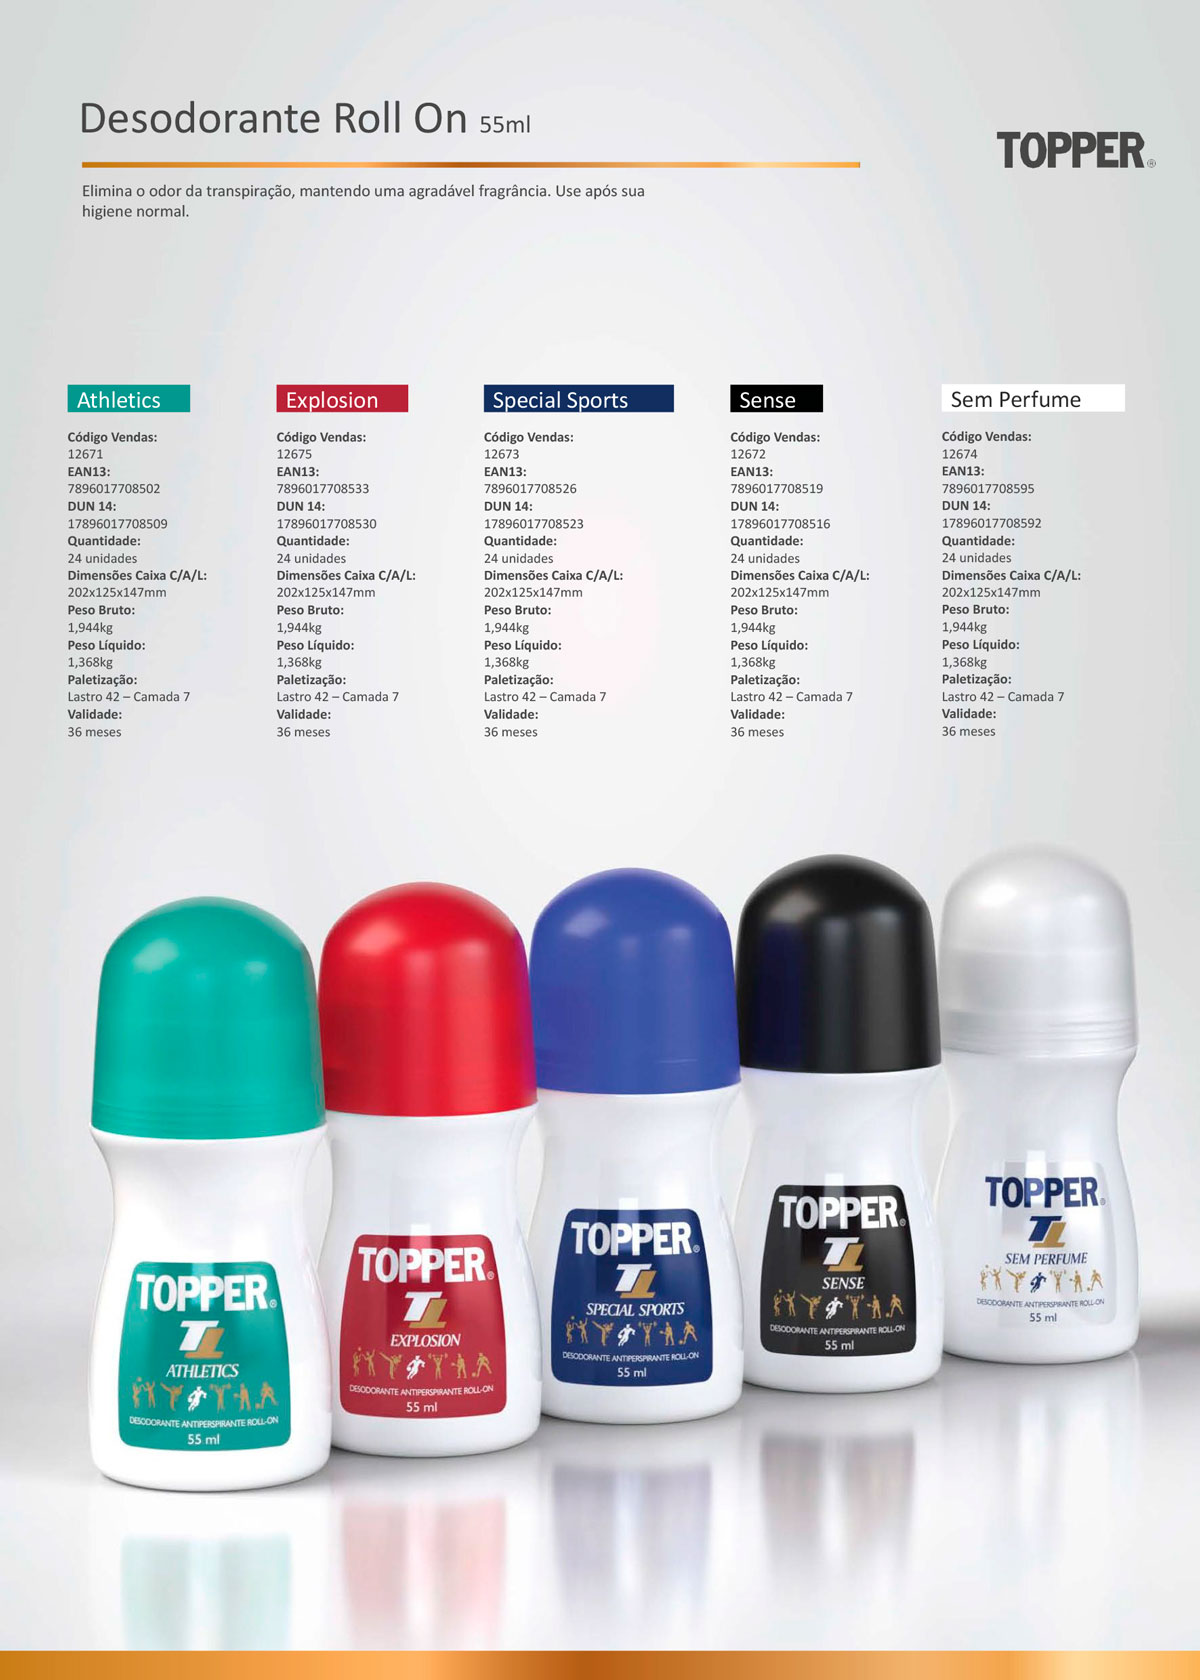 Desodorante Roll On 55ml
TOPPER®
Elimina o odor da transpiração, mantendo uma agradável fragrância. Use após sua
higiene normal.
Athletics
Código Vendas:
12671
EAN13:
7896017708502
DUN 14:
17896017708509
Quantidade:
24 unidades
Dimensões Caixa C/A/L:
202x125x147mm
Peso Bruto:
1,944kg
Peso Líquido:
1,368kg
Paletização:
Lastro 42 – Camada 7
Validade:
36 meses
Explosion
Código Vendas:
12675
EAN13:
7896017708533
DUN 14:
17896017708530
Quantidade:
24 unidades
Dimensões Caixa C/A/L:
202x125x147mm
Peso Bruto:
1,944kg
Peso Líquido:
1,368kg
Paletização:
Lastro 42 – Camada 7
Validade:
36 meses
Special Sports
Código Vendas:
12673
EAN13:
7896017708526
DUN 14:
17896017708523
Quantidade:
24 unidades
Dimensões Caixa C/A/L:
202x125x147mm
Peso Bruto:
1,944kg
Peso Líquido:
1,368kg
Paletização:
Lastro 42 – Camada 7
Validade:
36 meses
Sense
Código Vendas:
12672
EAN13:
7896017708519
DUN 14:
17896017708516
Quantidade:
24 unidades
Dimensões Caixa C/A/L:
202x125x147mm
Peso Bruto:
1,944kg
Peso Líquido:
1,368kg
Paletização:
Lastro 42 – Camada 7
Validade:
36 meses
Sem Perfume
Código Vendas:
12674
EAN13:
7896017708595
DUN 14:
17896017708592
Quantidade:
24 unidades
Dimensões Caixa C/A/L:
202x125x147mm
Peso Bruto:
1,944kg
Peso Líquido:
1,368kg
Paletização:
Lastro 42 – Camada 7
Validade:
36 meses
TOPPER®
TL
ATHLETICS
DESODORANTE ANTIPERSPIRANTE ROLL-ON
55 ml
TOPPER®
TL
EXPLOSION
DESODORANTE ANTIPERSPIRANTE ROLL-ON
55 ml
TOPPER®
TL
SPECIAL SPORTS
DESODORANTE ANTIPERSPIRANTE ROLL-ON
55 ml
TOPPER®
TL
SENSE
DESODORANTE ANTIPERSPIRANTE ROLL-ON
55 ml
TOPPER®
TL
SEM PERFUME
DESODORANTE ANTIPERSPIRANTE ROLL-ON
55 ml